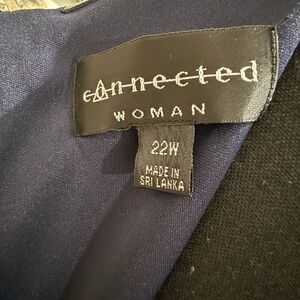 connected
WOMAN
22W
MADE IN
SRI LANKA